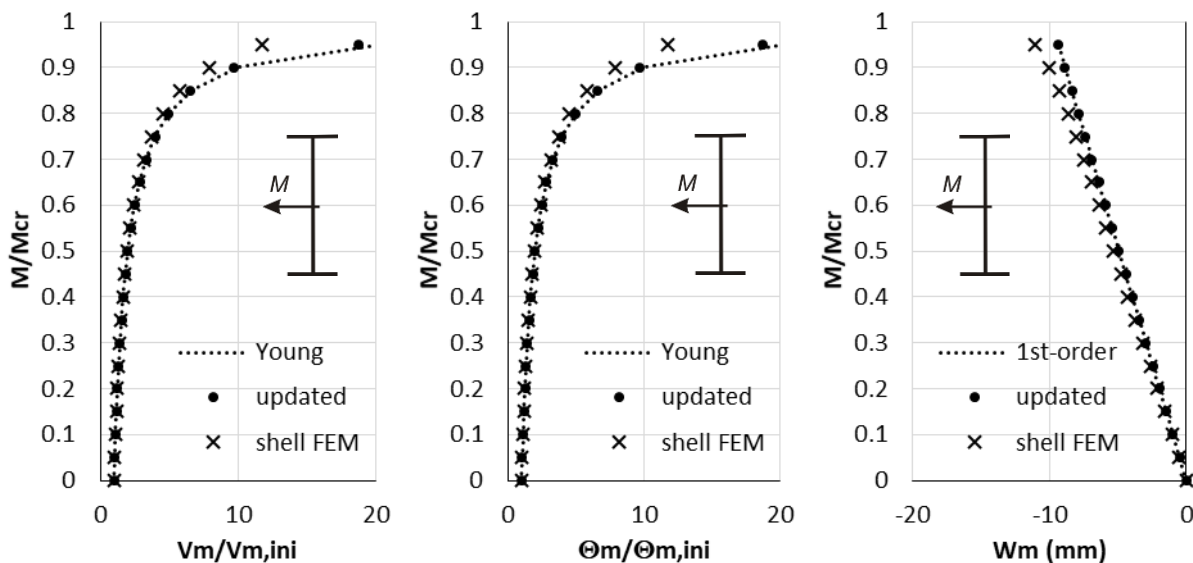 1
0.9
0.8
0.7
0.6
0.5
0.4
0.3
0.2
0.1
0
M/Mcr
M
Young
updated
shell FEM
0 10 20
Vm/Vm,ini
1
0.9
0.8
0.7
0.6
0.5
0.4
0.3
0.2
0.1
0
M/Mcr
M
Young
updated
shell FEM
0 10 20
Θm/Θm,ini
1
0.9
0.8
0.7
0.6
0.5
0.4
0.3
0.2
0.1
0
M/Mcr
M
1st-order
updated
shell FEM
-20 -10 0
Wm (mm)